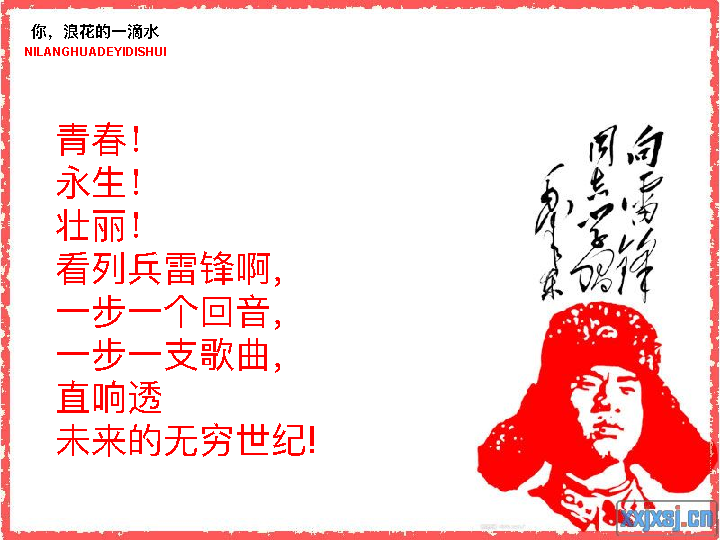 你，浪花的一滴水
NILANGHUADEYIDISHUI
青春！
永生！
壮丽！
看列兵雷锋啊，
一步一个回音，
一步一支歌曲，
直响透
未来的无穷世纪!
向雷锋
同志学习
毛泽东
xxjxsj.cn